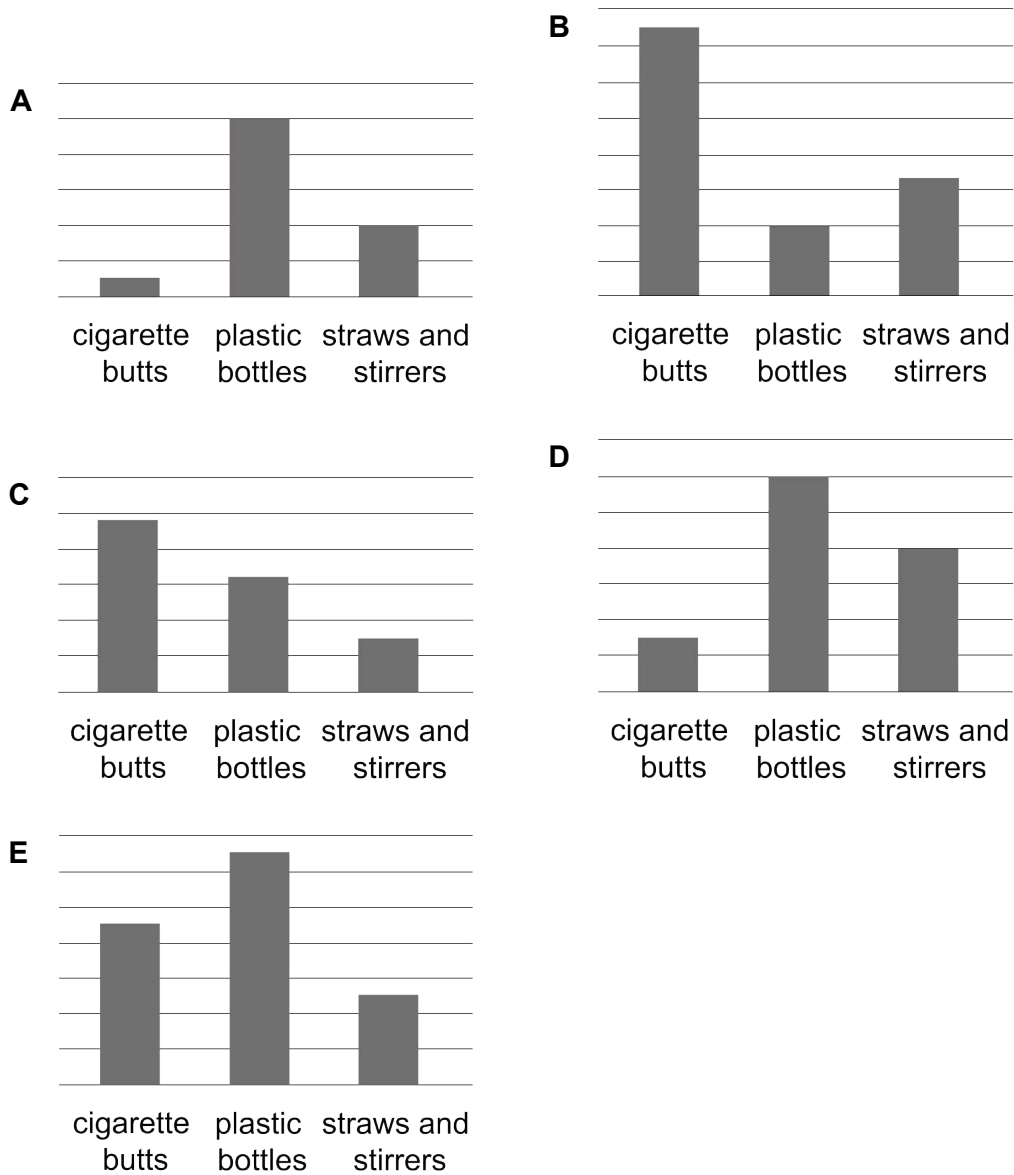 A
cigarette
butts
plastic
bottles
straws and
stirrers
B
cigarette
butts
plastic
bottles
straws and
stirrers
C
cigarette
butts
plastic
bottles
straws and
stirrers
D
cigarette
butts
plastic
bottles
straws and
stirrers
E
cigarette
butts
plastic
bottles
straws and
stirrers